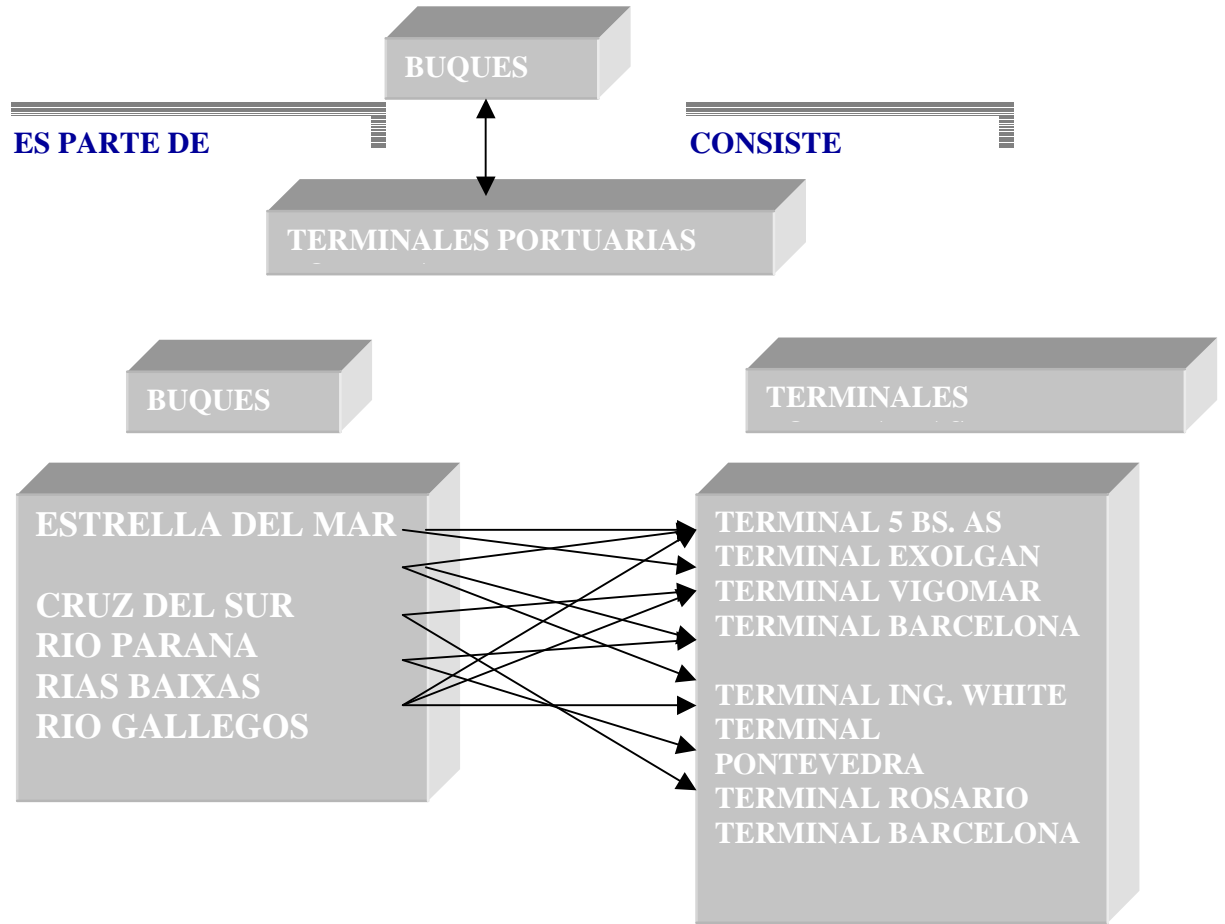 BUQUES
ES PARTE DE
CONSISTE
TERMINALES PORTUARIAS
BUQUES
TERMINALES
ESTRELLA DEL MAR
CRUZ DEL SUR
RIO PARANA
RIAS BAIXAS
RIO GALLEGOS
TERMINAL 5 BS. AS
TERMINAL EXOLGAN
TERMINAL VIGOMAR
TERMINAL BARCELONA
TERMINAL ING. WHITE
TERMINAL
PONTEVEDRA
TERMINAL ROSARIO
TERMINAL BARCELONA